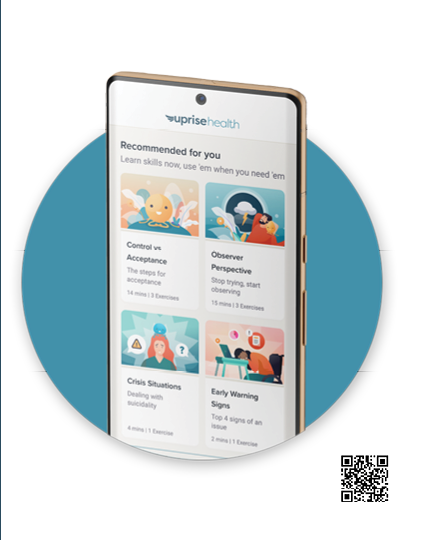 uprisehealth
Recommended for you
Learn skills now, use 'em when you need 'em
Control vs
Acceptance
The steps for
acceptance
14 mins | 3 Exercises
Observer
Perspective
Stop trying, start
observing
15 mins | 3 Exercises
Crisis Situations
Dealing with
suicidality
4 mins | 1 Exercise
Early Warning
Signs
Top 4 signs of an
issue
2 mins | 1 Exercise